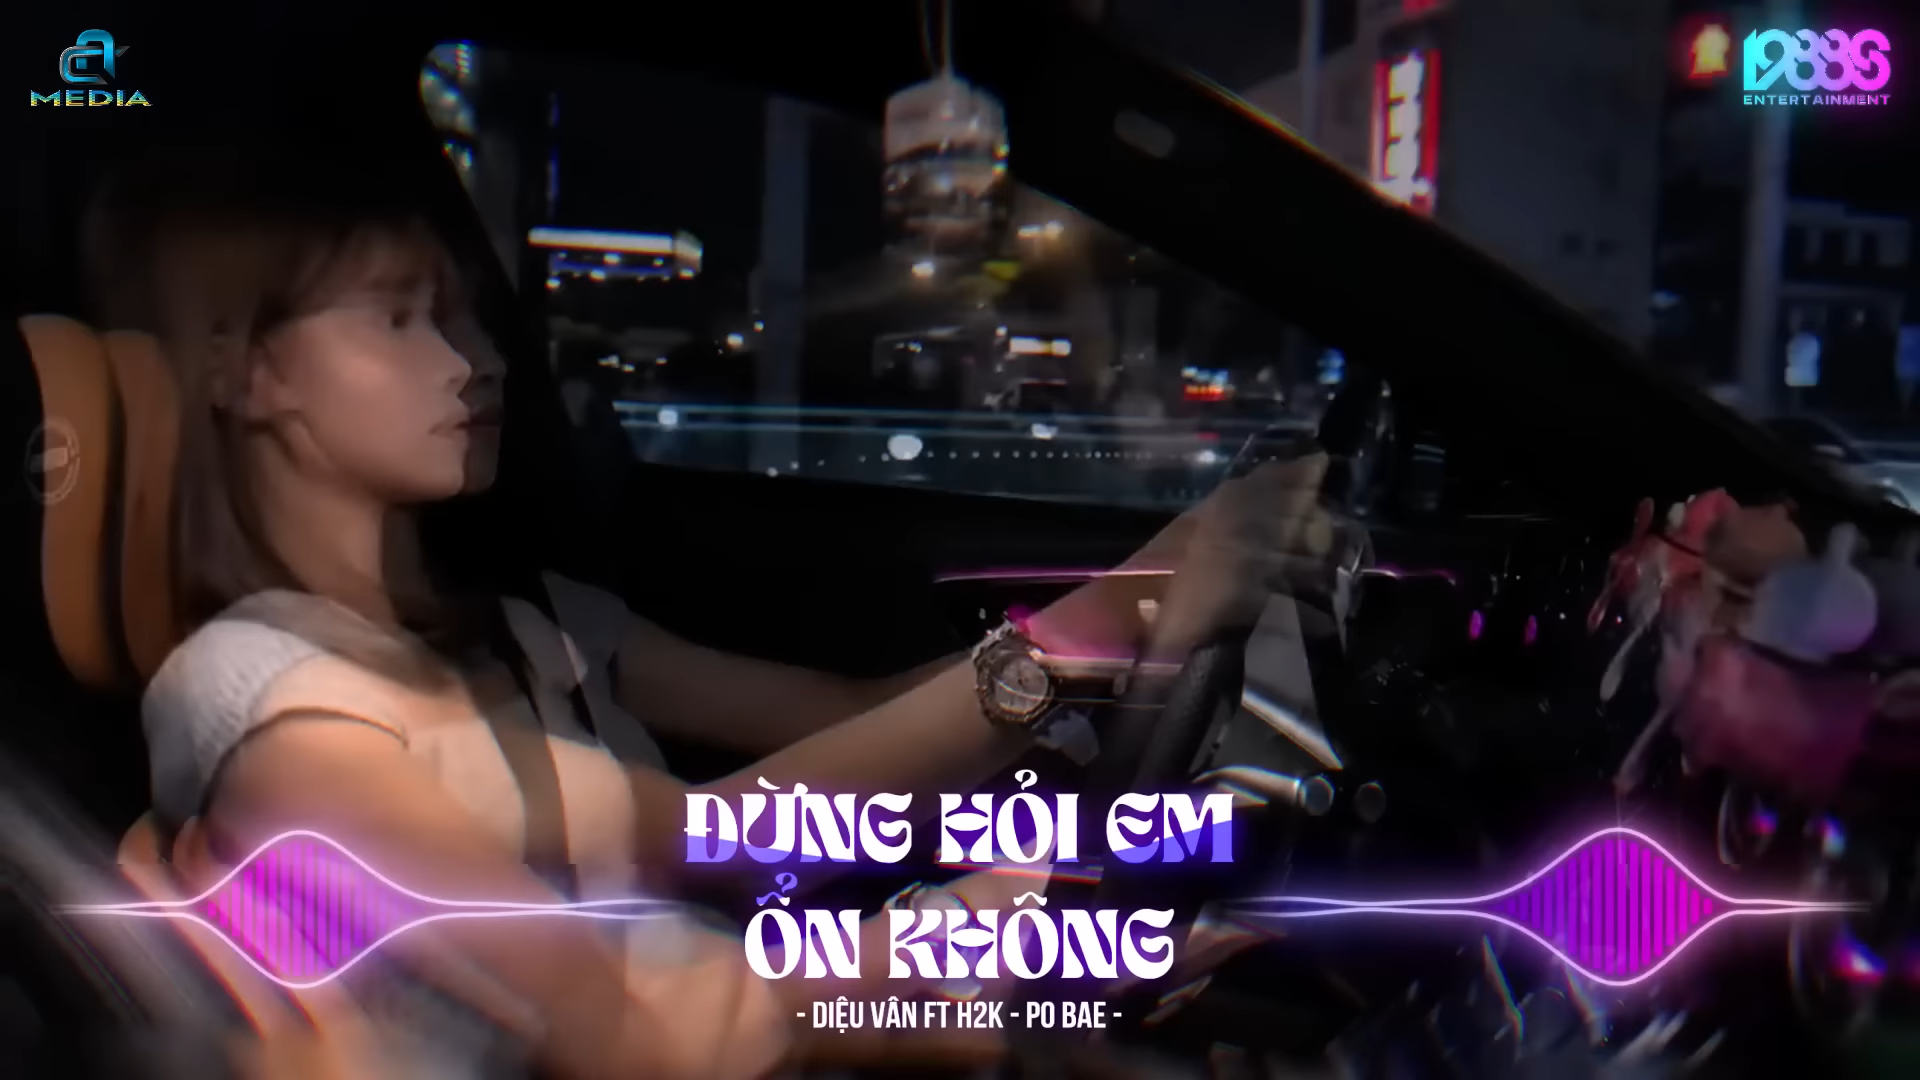 MEDIA
1988S
ENTERTAINMENT
ĐỪNG HỎI EM
ỔN KHÔNG
- DIỆU VÂN FT H2K - PO BAE -